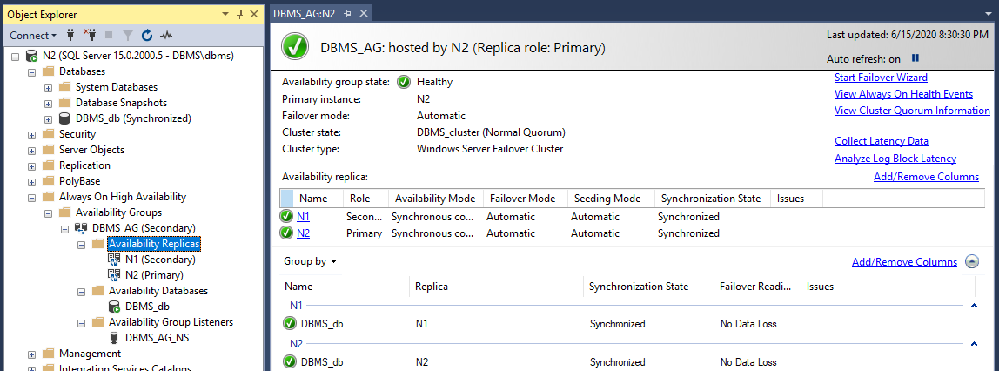 Object Explorer
Connect
N2 (SQL Server 15.0.2000.5 - DBMS\dbms)
Databases
System Databases
Database Snapshots
DBMS_db (Synchronized)
Security
Server Objects
Replication
PolyBase
Always On High Availability
Availability Groups
DBMS_AG (Secondary)
Availability Replicas
N1 (Secondary)
N2 (Primary)
Availability Databases
DBMS_db
Availability Group Listeners
DBMS_AG_NS
Management
Integration Services Catalogs
DBMS_AG:N2
DBMS_AG: hosted by N2 (Replica role: Primary)
Last updated: 6/15/2020 8:30:30 PM
Auto refresh: on
Availability group state: Healthy
Primary instance: N2
Failover mode: Automatic
Cluster state: DBMS_cluster (Normal Quorum)
Cluster type: Windows Server Failover Cluster
Start Failover Wizard
View Always On Health Events
View Cluster Quorum Information
Collect Latency Data
Analyze Log Block Latency
Availability replica: Add/Remove Columns
Name Role Availability Mode Failover Mode Seeding Mode Synchronization State Issues
N1 Secon... Synchronous co... Automatic Automatic Synchronized
N2 Primary Synchronous co... Automatic Automatic Synchronized
Group by Add/Remove Columns
Name Replica Synchronization State Failover Readi... Issues
N1
DBMS_db N1 Synchronized No Data Loss
N2
DBMS_db N2 Synchronized No Data Loss